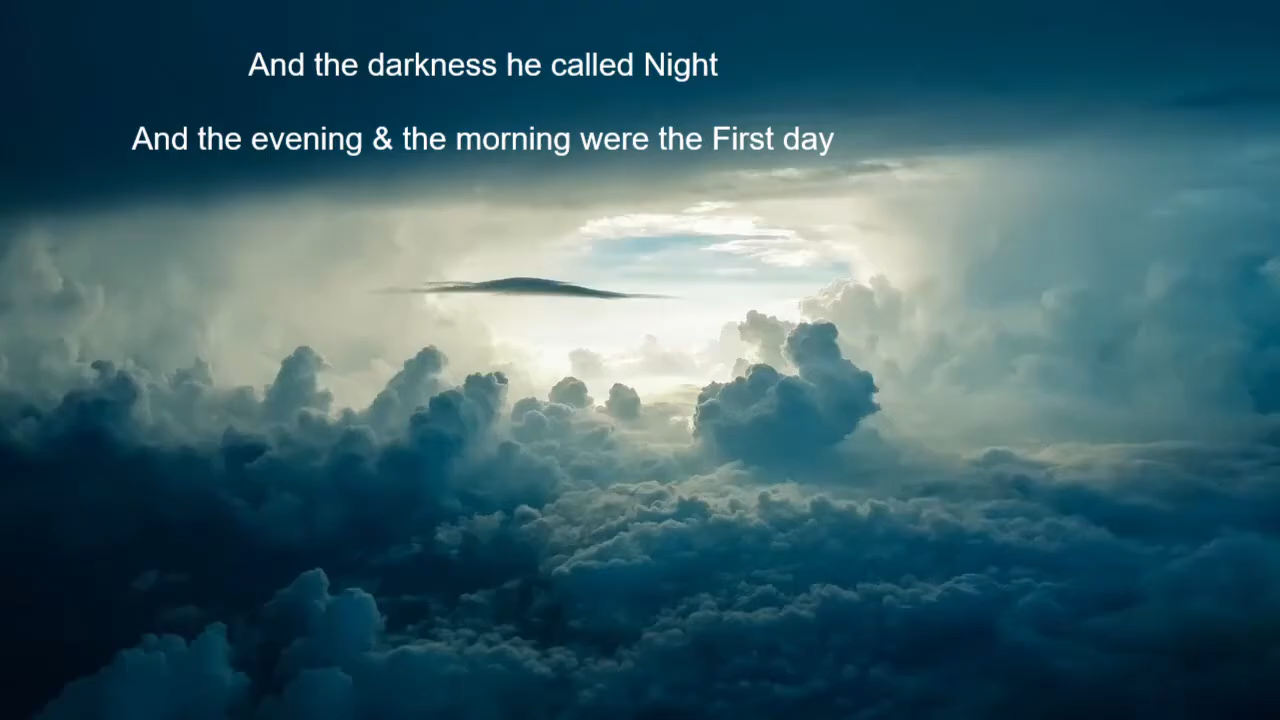 And the darkness he called Night
And the evening & the morning were the First day